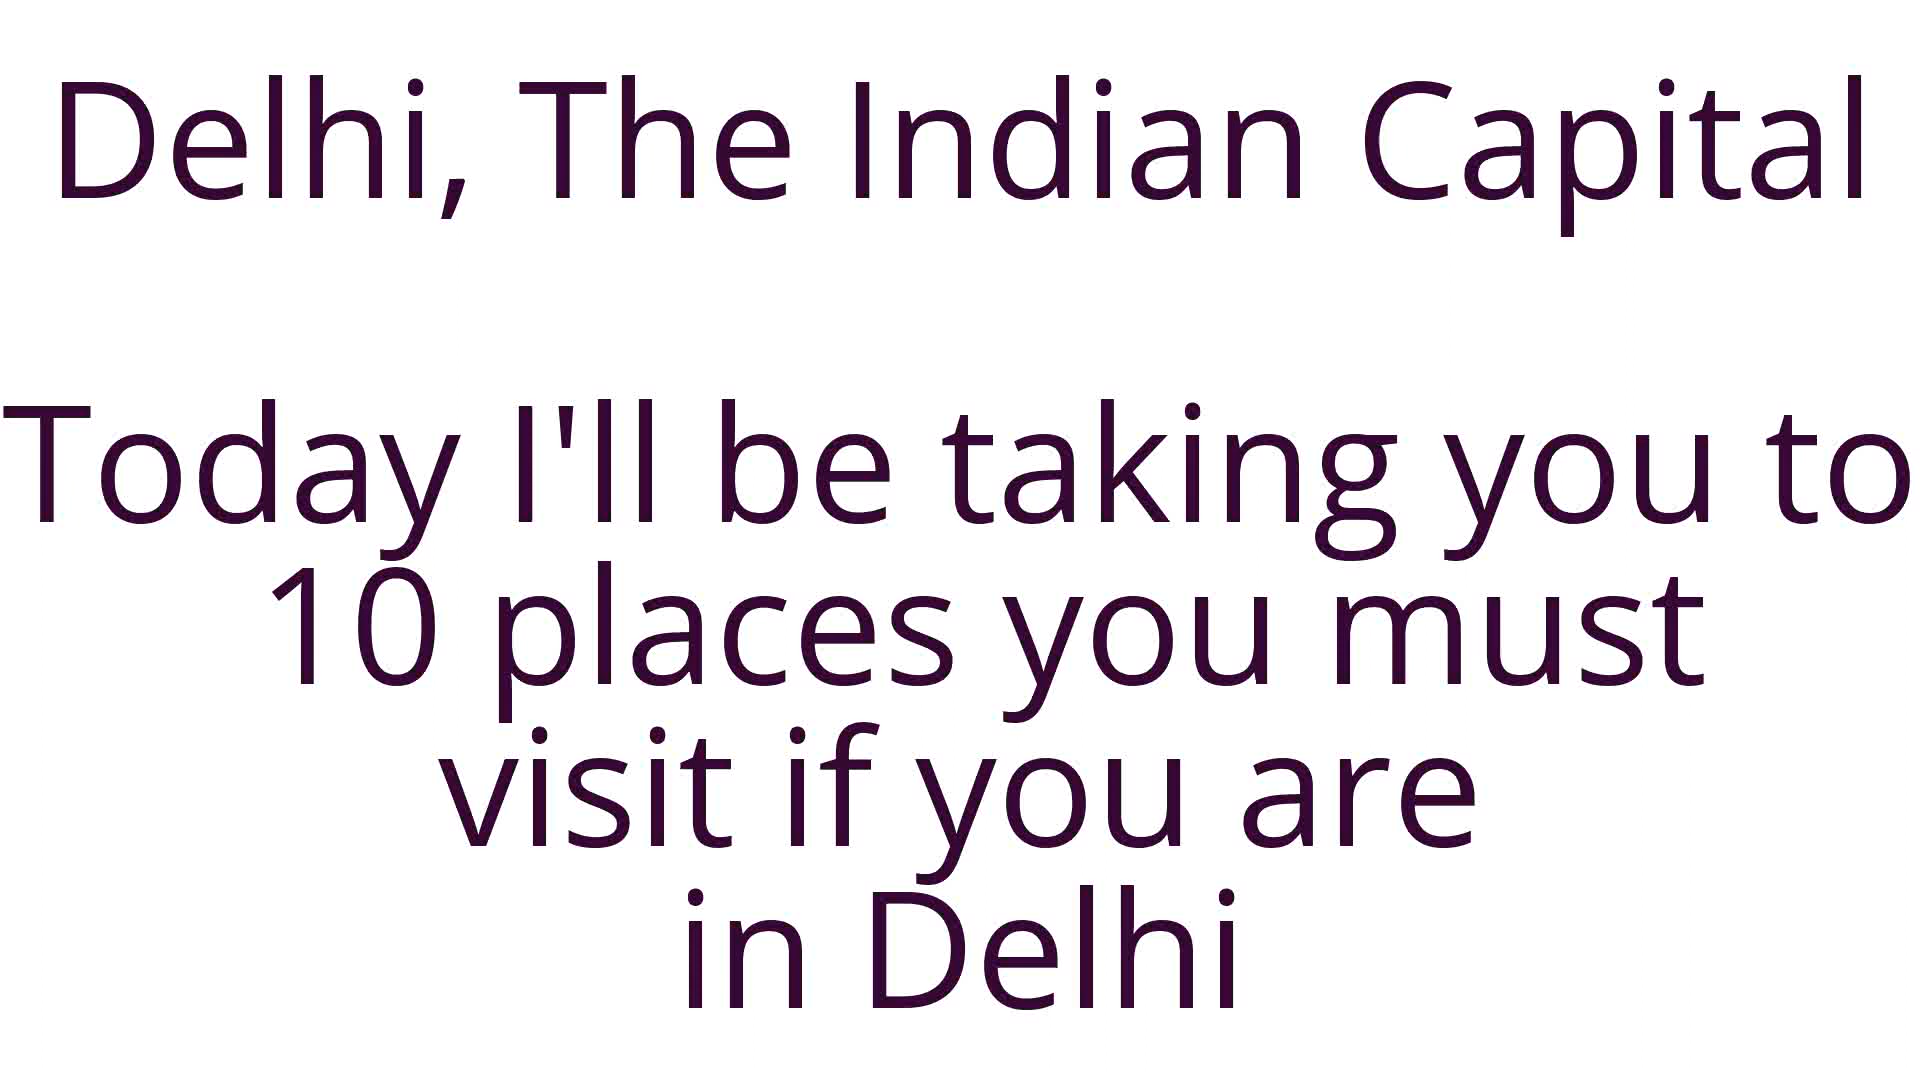 Delhi, The Indian Capital
Today I'll be taking you to
10 places you must
visit if you are
in Delhi